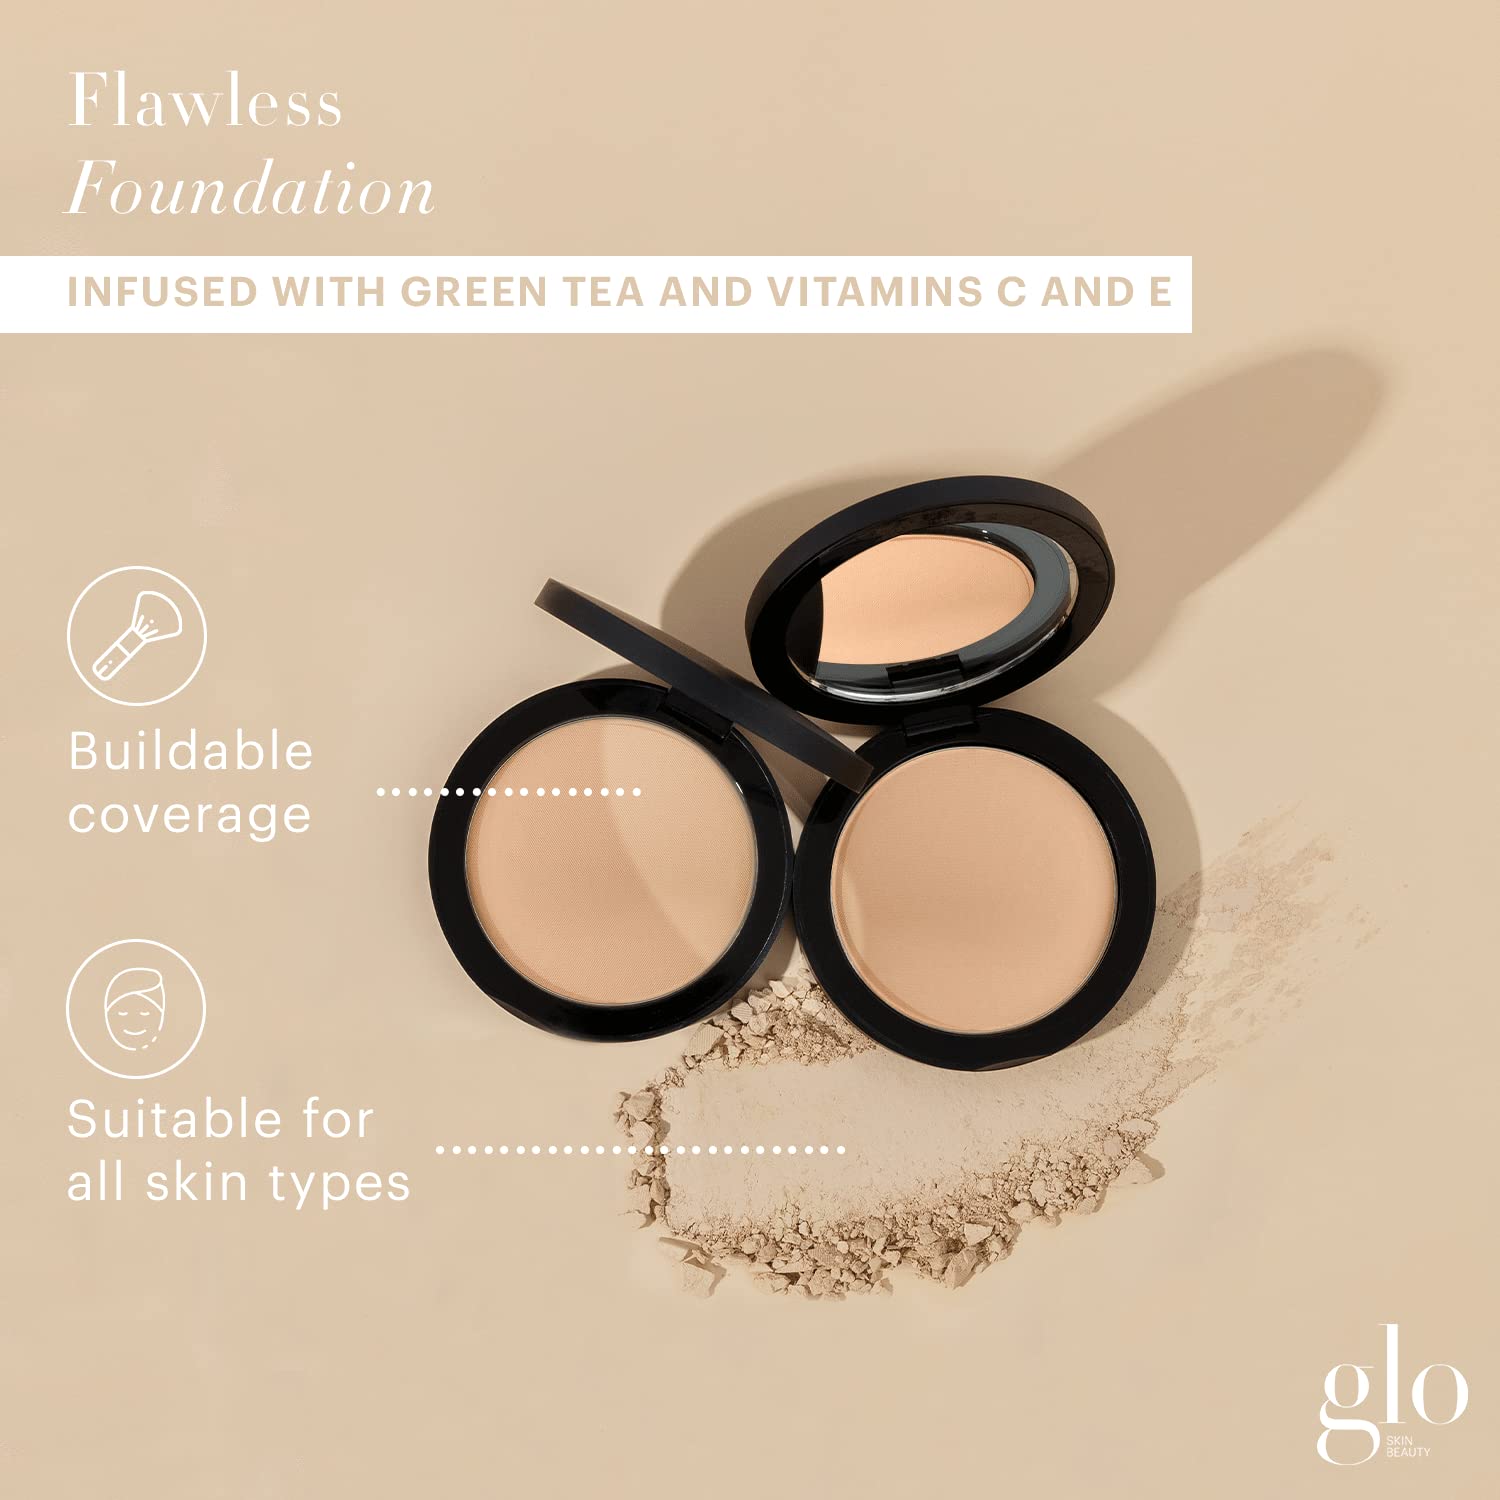 Flawless
Foundation
INFUSED WITH GREEN TEA AND VITAMINS C AND E
Buildable
coverage
Suitable for
all skin types
glo
SKIN
BEAUTY